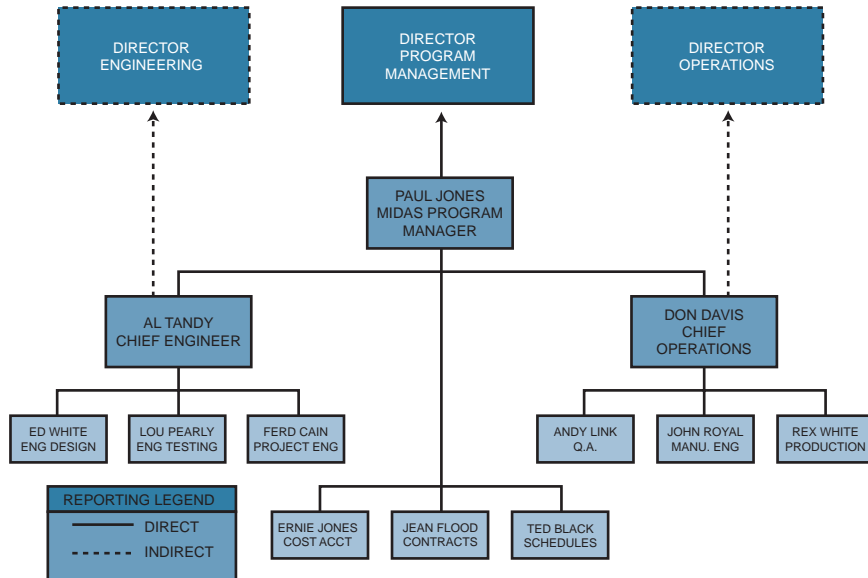 DIRECTOR
ENGINEERING
DIRECTOR
PROGRAM
MANAGEMENT
DIRECTOR
OPERATIONS
PAUL JONES
MIDAS PROGRAM
MANAGER
AL TANDY
CHIEF ENGINEER
DON DAVIS
CHIEF
OPERATIONS
ED WHITE
ENG DESIGN
LOU PEARLY
ENG TESTING
FERD CAIN
PROJECT ENG
ANDY LINK
Q.A.
JOHN ROYAL
MANU. ENG
REX WHITE
PRODUCTION
REPORTING LEGEND
DIRECT
INDIRECT
ERNIE JONES
COST ACCT
JEAN FLOOD
CONTRACTS
TED BLACK
SCHEDULES